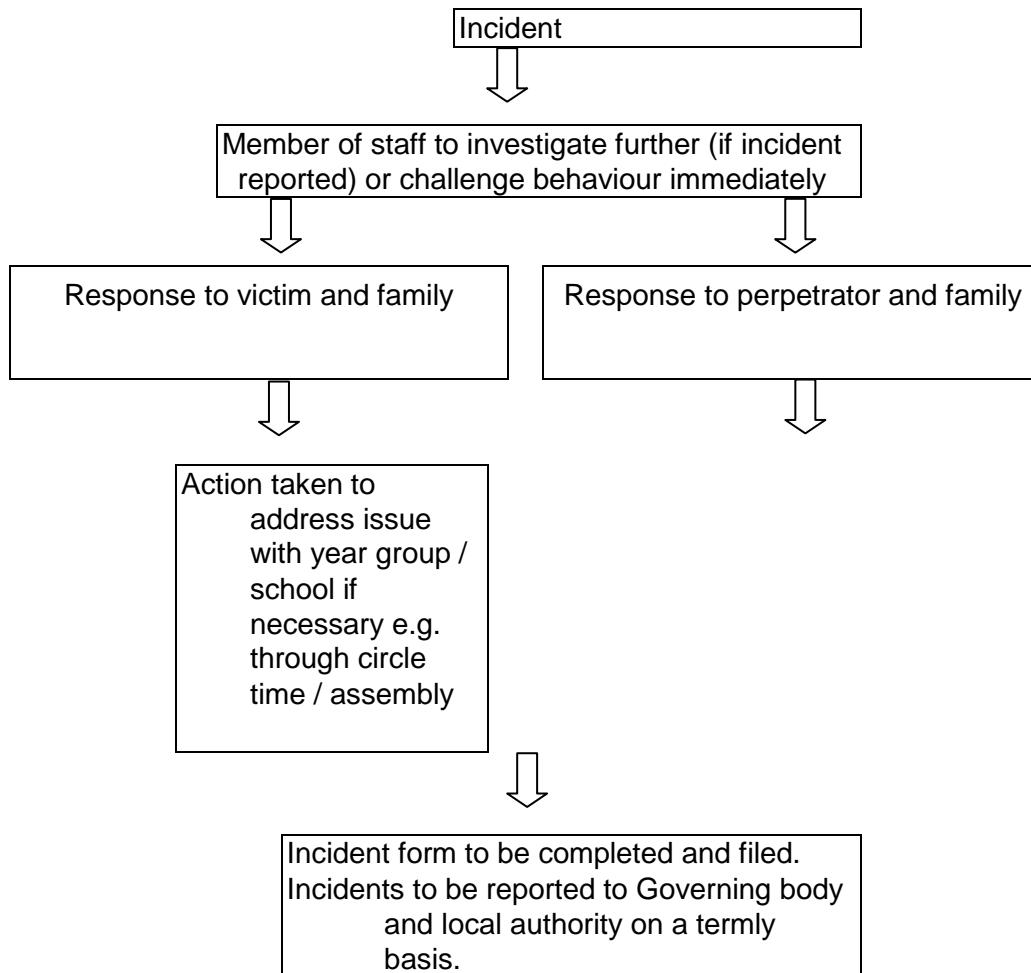 Incident
Member of staff to investigate further (if incident
reported) or challenge behaviour immediately
Response to victim and family
Response to perpetrator and family
Action taken to
address issue
with year group /
school if
necessary e.g.
through circle
time / assembly
Incident form to be completed and filed.
Incidents to be reported to Governing body
and local authority on a termly
basis.